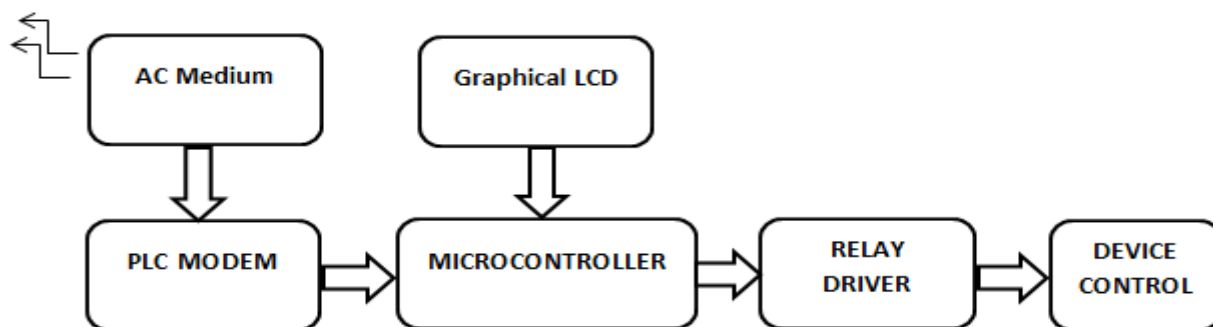 AC Medium
Graphical LCD
PLC MODEM
MICROCONTROLLER
RELAY
DRIVER
DEVICE
CONTROL